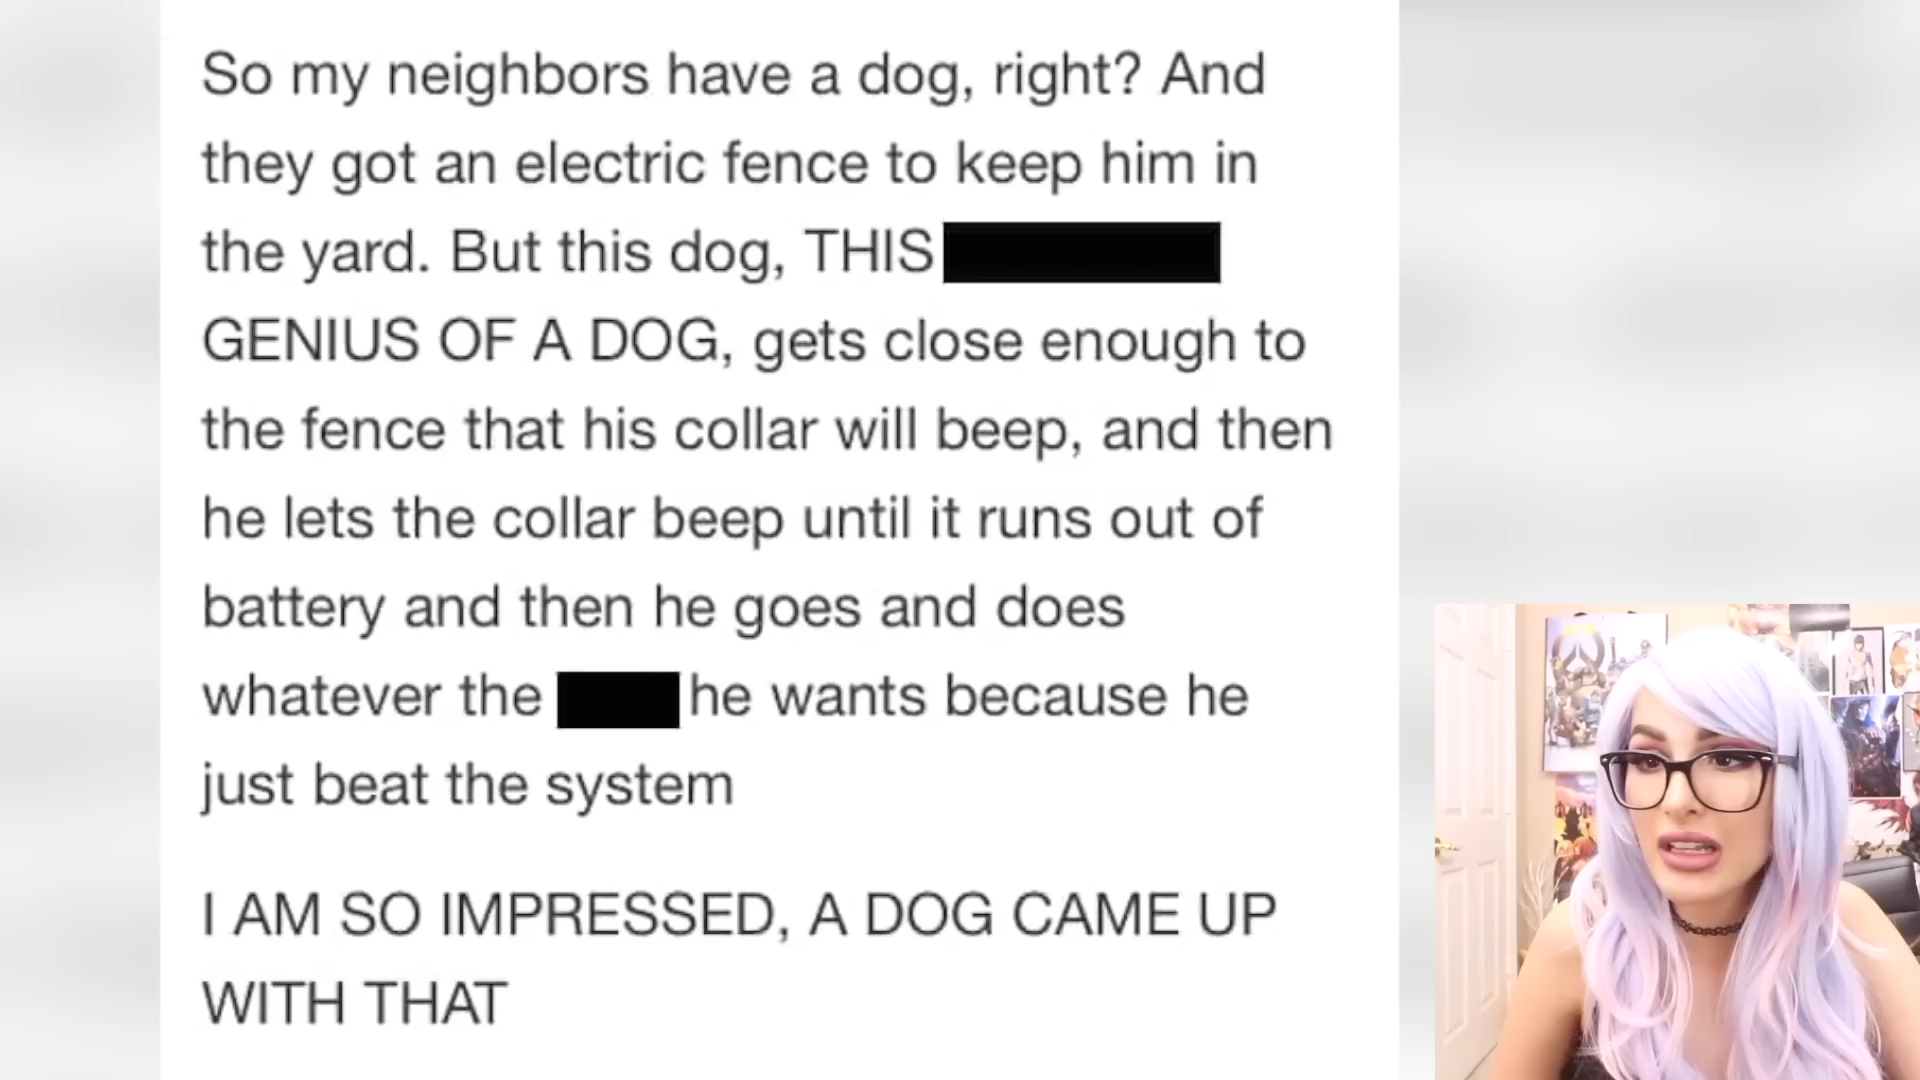 So my neighbors have a dog, right? And
they got an electric fence to keep him in
the yard. But this dog, THIS
GENIUS OF A DOG, gets close enough to
the fence that his collar will beep, and then
he lets the collar beep until it runs out of
battery and then he goes and does
whatever the he wants because he
just beat the system
I AM SO IMPRESSED, A DOG CAME UP
WITH THAT